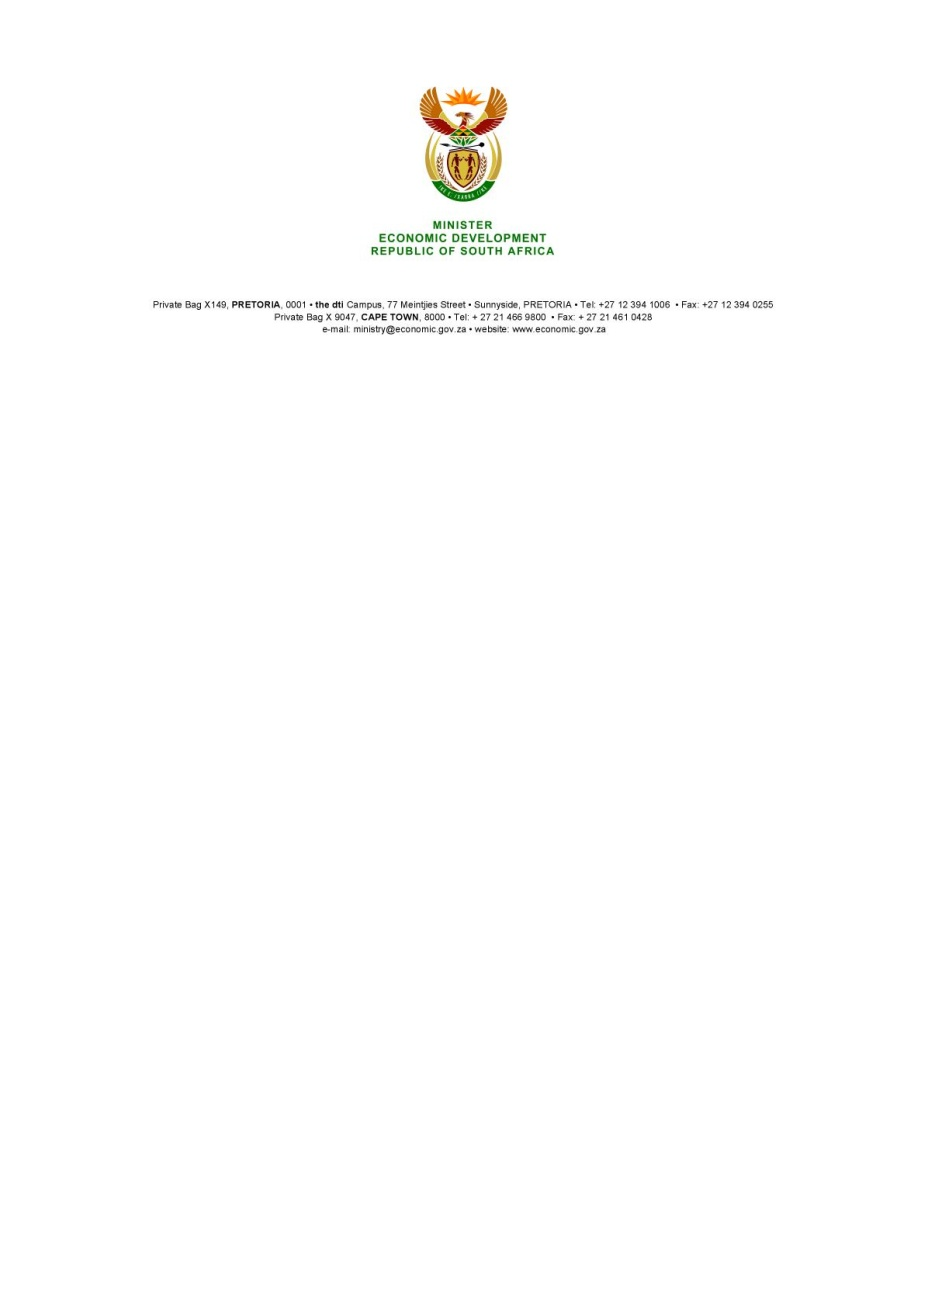 MINISTER
ECONOMIC DEVELOPMENT
REPUBLIC OF SOUTH AFRICA
Private Bag X149, PRETORIA, 0001 • the dti Campus, 77 Meintjies Street • Sunnyside, PRETORIA • Tel: +27 12 394 1006 • Fax: +27 12 394 0255
Private Bag X 9047, CAPE TOWN, 8000 • Tel: + 27 21 466 9800 • Fax: + 27 21 461 0428
e-mail: ministry@economic.gov.za • website: www.economic.gov.za